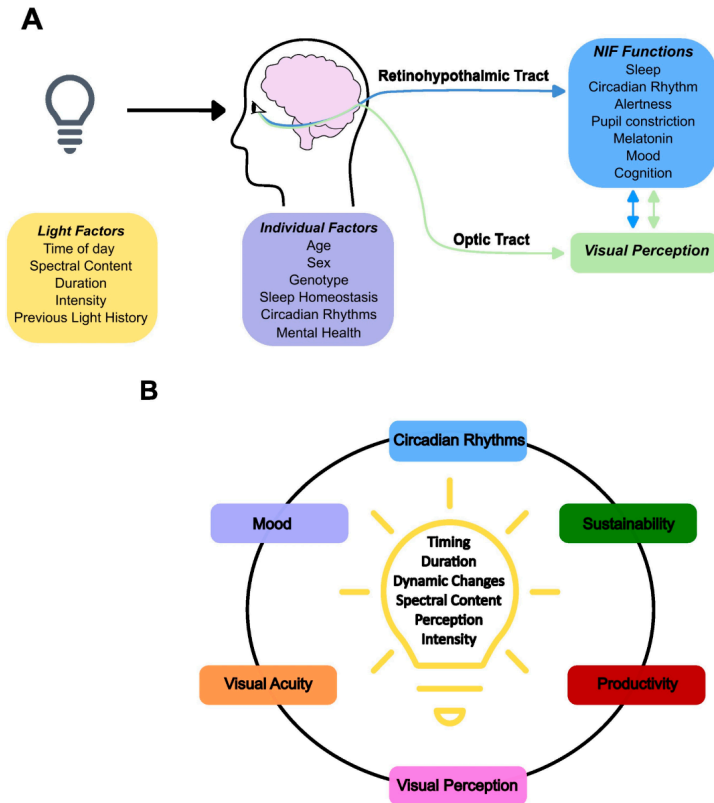 A
Retinohypothalmic Tract
NIF Functions
Sleep
Circadian Rhythm
Alertness
Pupil constriction
Melatonin
Mood
Cognition
Light Factors
Time of day
Spectral Content
Duration
Intensity
Previous Light History
Individual Factors
Age
Sex
Genotype
Sleep Homeostasis
Circadian Rhythms
Mental Health
Optic Tract
Visual Perception
B
Circadian Rhythms
Mood
Sustainability
Timing
Duration
Dynamic Changes
Spectral Content
Perception
Intensity
Visual Acuity
Productivity
Visual Perception